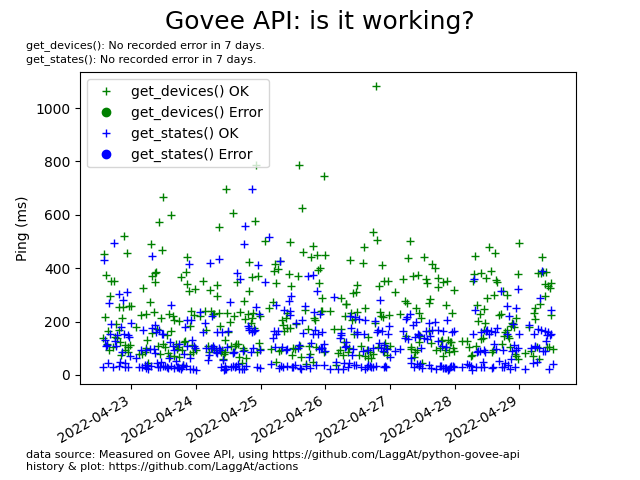 Govee API: is it working?
get_devices(): No recorded error in 7 days.
get_states(): No recorded error in 7 days.
get_devices() OK
get_devices() Error
get_states() OK
get_states() Error
Ping (ms)
1000
800
600
400
200
0
2022-04-23
2022-04-24
2022-04-25
2022-04-26
2022-04-27
2022-04-28
2022-04-29
data source: Measured on Govee API, using https://github.com/LaggAt/python-govee-api
history & plot: https://github.com/LaggAt/actions